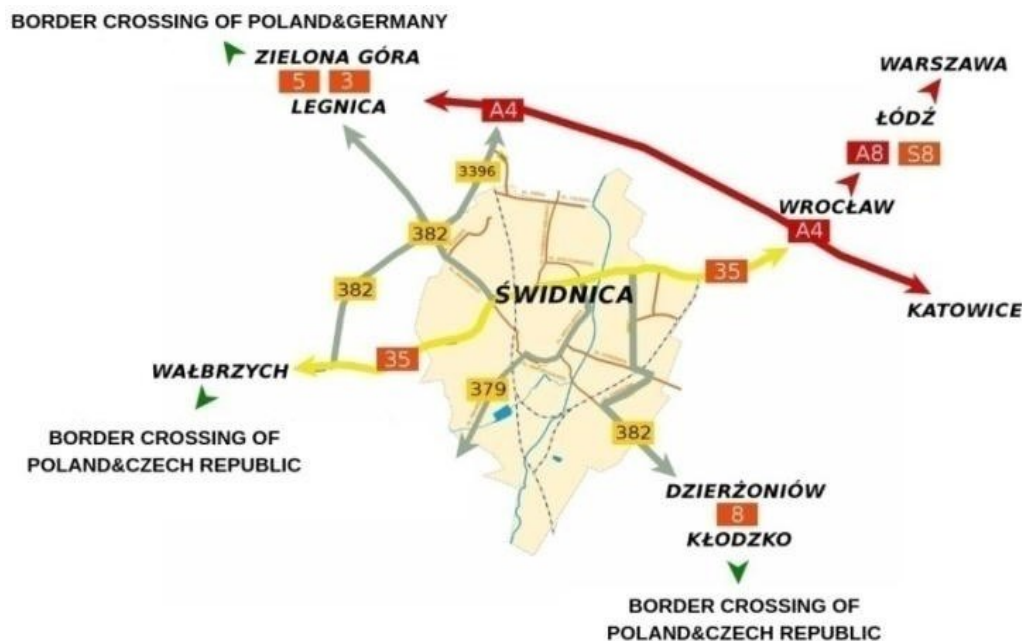 BORDER CROSSING OF POLAND&GERMANY
ZIELONA GÓRA
5 3
LEGNICA
A4
WARSZAWA
ŁÓDŹ
A8 S8
3396
WROCŁAW
A4
382
35
382
ŚWIDNICA
KATOWICE
35
WAŁBRZYCH
379
BORDER CROSSING OF
POLAND&CZECH REPUBLIC
382
DZIERŻONIÓW
8
KŁODZKO
BORDER CROSSING OF
POLAND&CZECH REPUBLIC